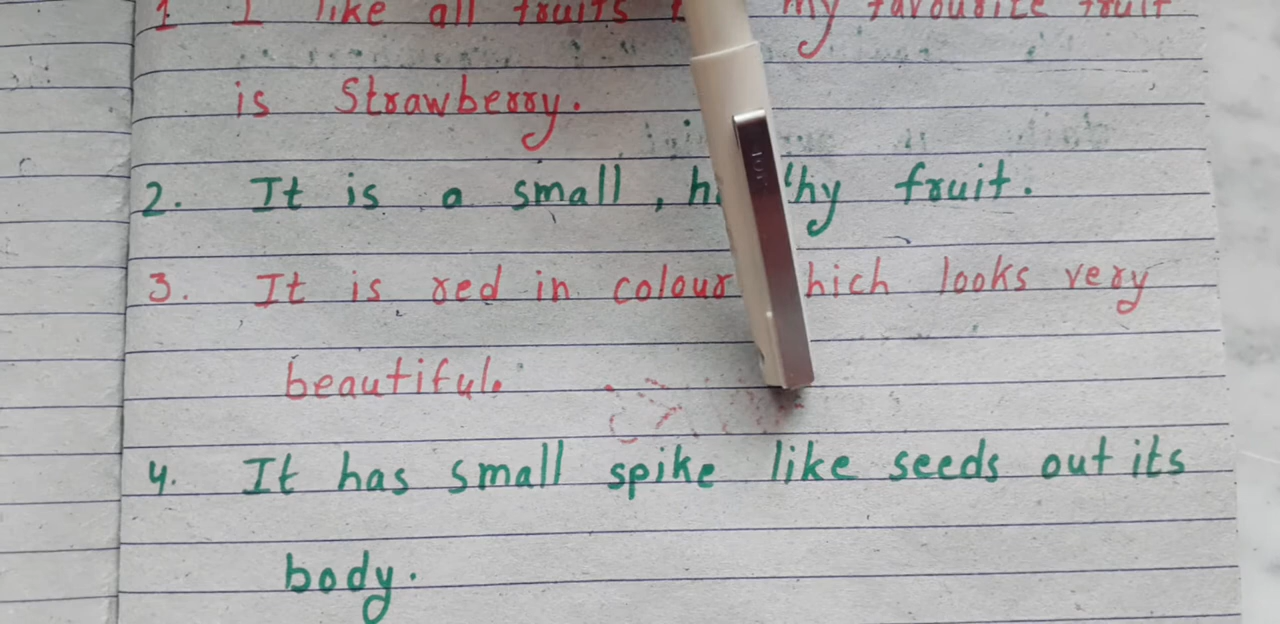 1 I like all fruits my favourite fruit
is Strawberry.
2. It is a small, fruit.
3. It is red in colour looks very
beautiful.
4. It has small spike like seeds out its
body.